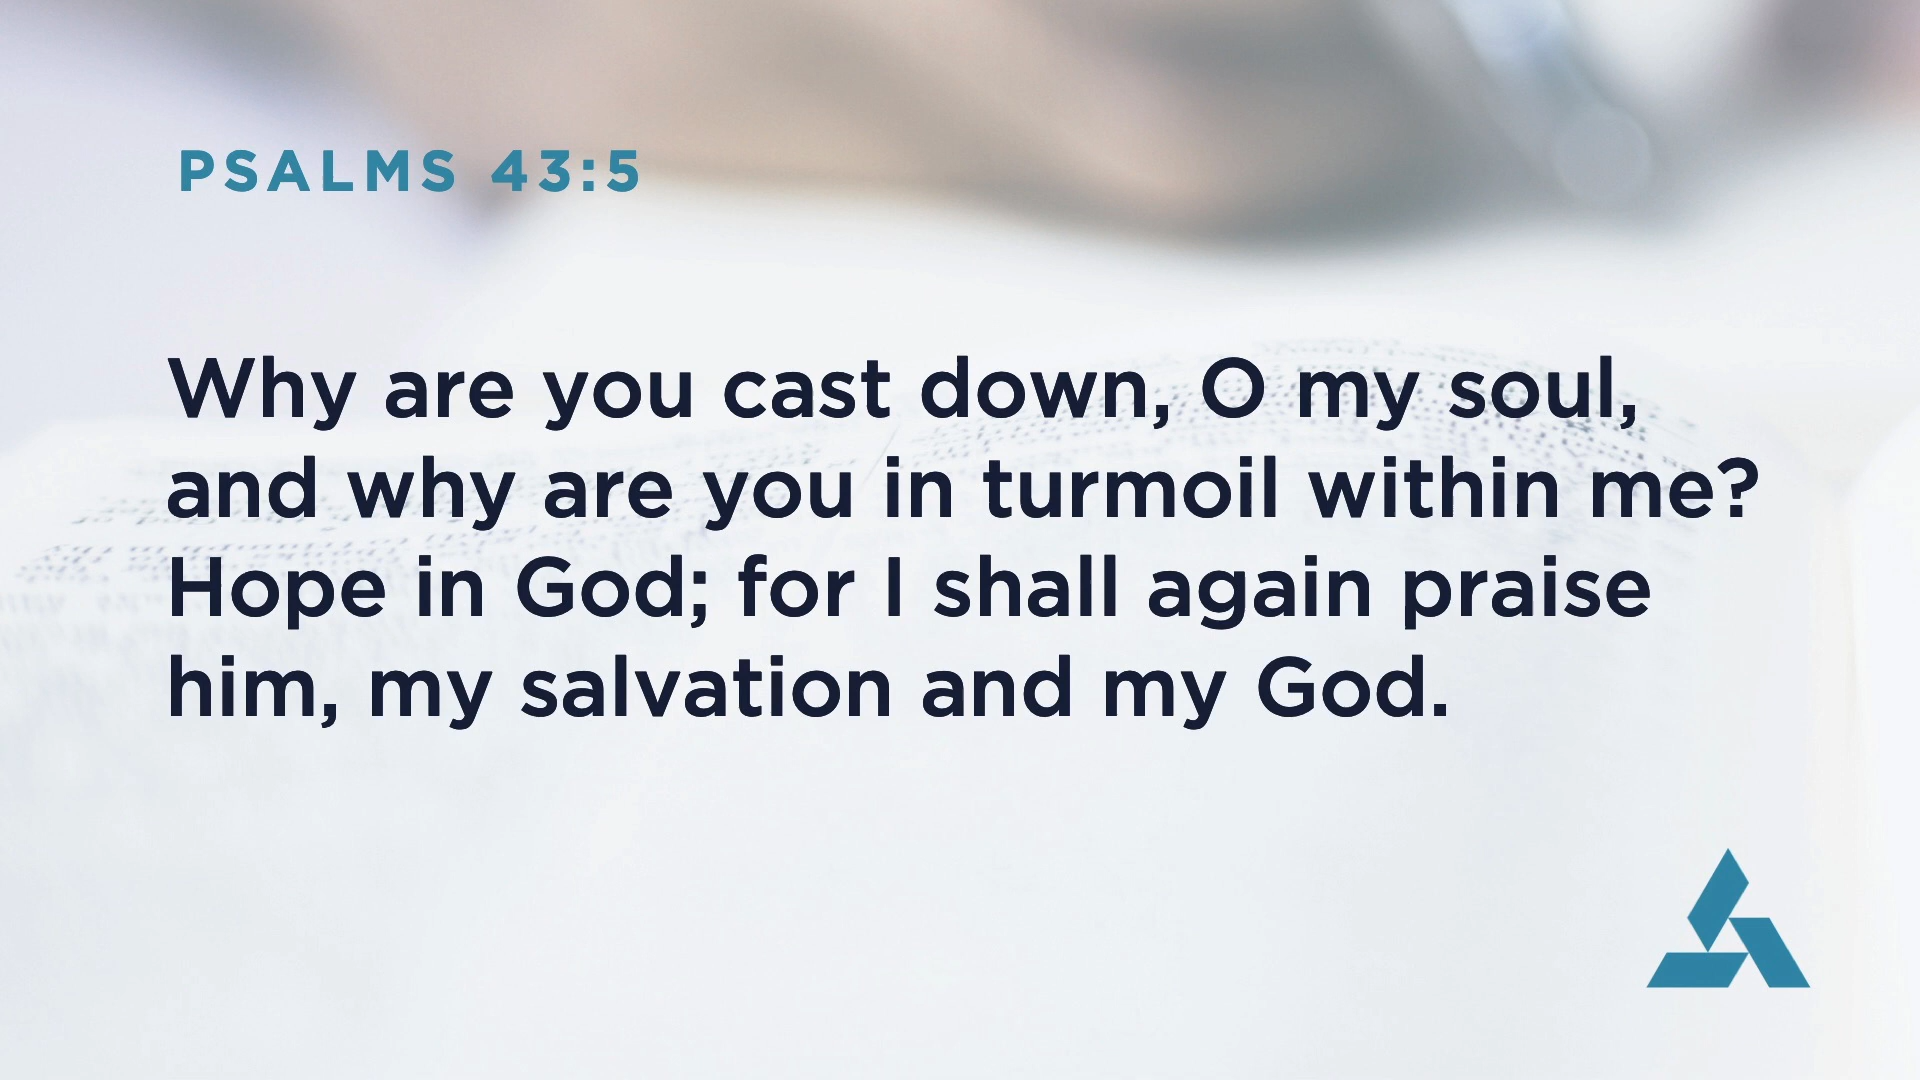 PSALMS 43:5
Why are you cast down, O my soul,
and why are you in turmoil within me?
Hope in God; for I shall again praise
him, my salvation and my God.